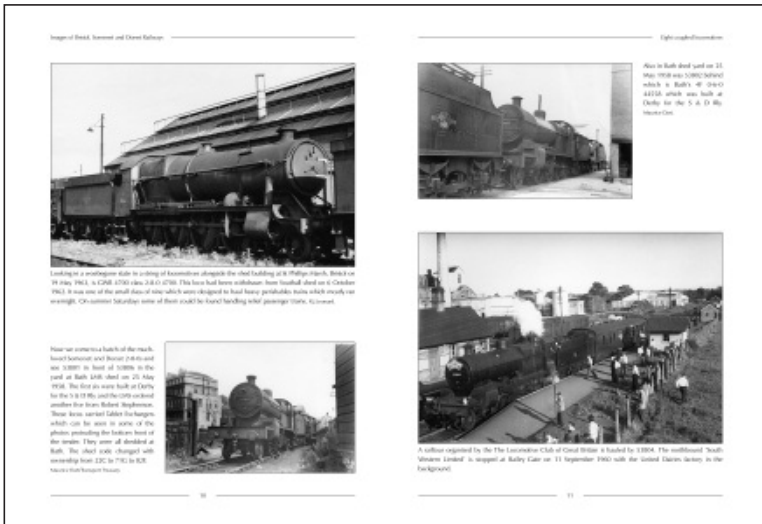 Images of Bristol, Somerset and Dorset Railways
Looking in a woebegone state in a string of locomotives alongside the shed building at St Phillips Marsh, Bristol on
19 May 1963, is GWR 4700 class 2-8-0 4708. This loco had been withdrawn from Southall shed on 6 October
1962. It was one of the small class of nine which were designed to haul heavy perishables trains which mostly ran
overnight. On summer Saturdays some of them could be found handling relief passenger trains.
Now we come to a batch of the much-
loved Somerset and Dorset 2-8-0s and
see 53801 in front of 53806 in the
yard at Bath LMR shed on 25 May
1958. The first six were built at Derby
for the S & D Rly and the LMS ordered
another five from Robert Stephenson.
These locos carried Tablet Exchangers
which can be seen in some of the
photos protruding the bottom front of
the tender. They were all shedded at
Bath. The shed code changed with
ownership from 22C to 71G to 82F.
10
Eight-coupled locomotives
Also in Bath shed yard on 25
May 1958 was 53802 behind
which is Bath's 4F 0-6-0
which was built at
Derby for the S & D Rly.
A railtour organised by the The Locomotive Club of Great Britain is hauled by 53804. The northbound 'South
Western Limited' is stopped at Bailey Gate on 11 September 1960 with the United Dairies factory in the
background.
11